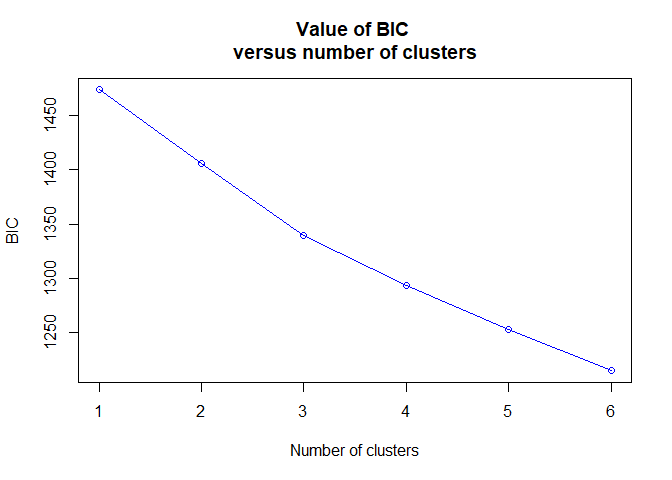 Value of BIC
versus number of clusters
1450
1400
1350
1300
1250
BIC
1 2 3 4 5 6
Number of clusters